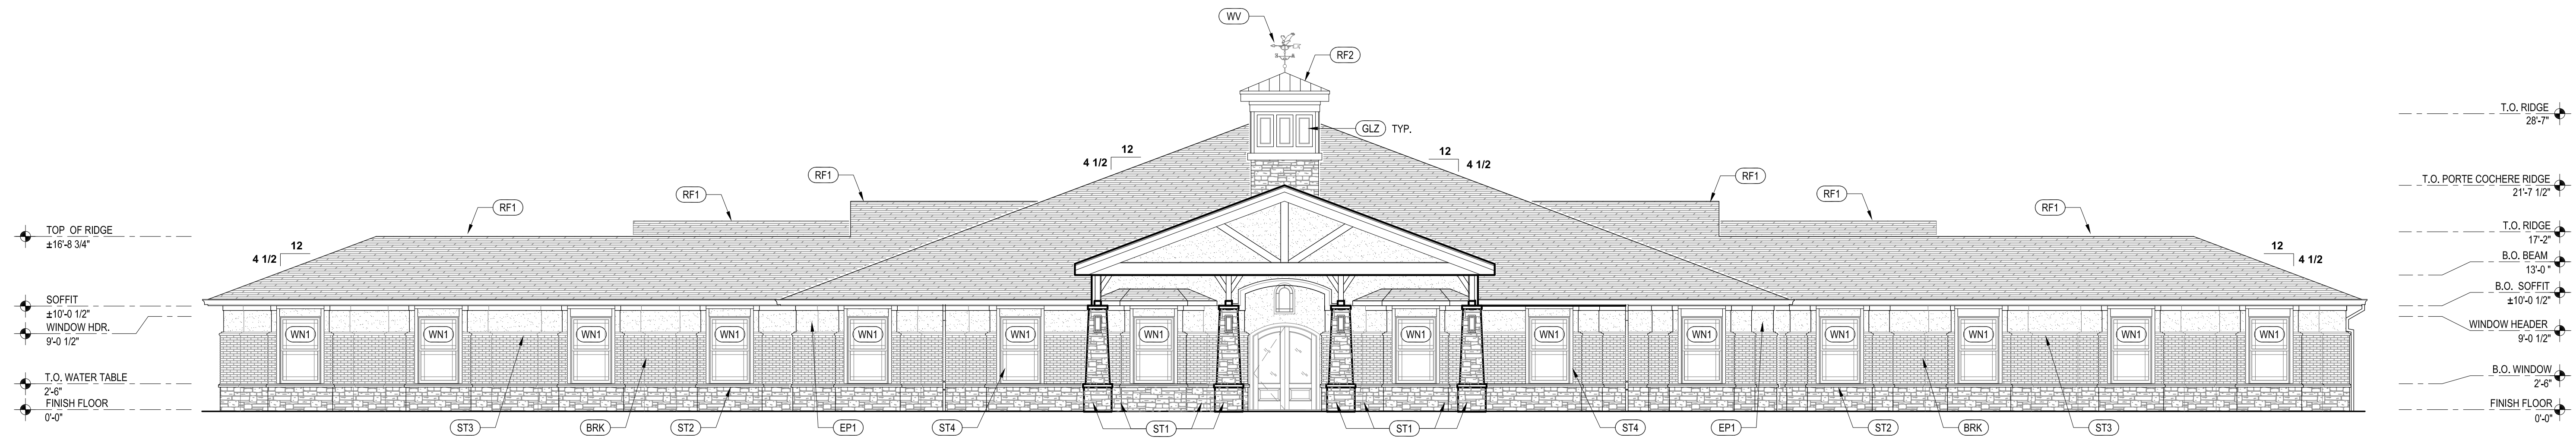 WV
RF2
T.O. RIDGE
28'-7"
GLZ TYP.
12
4 1/2
12
4 1/2
RF1
RF1
T.O. PORTE COCHERE RIDGE
21'-7 1/2"
RF1
RF1
RF1
RF1
TOP OF RIDGE
±16'-8 3/4"
T.O. RIDGE
17'-2"
12
4 1/2
12
4 1/2
B.O. BEAM
13'-0 "
SOFFIT
±10'-0 1/2"
B.O. SOFFIT
±10'-0 1/2"
WINDOW HDR.
9'-0 1/2"
WINDOW HEADER
9'-0 1/2"
WN1 WN1 WN1 WN1 WN1 WN1 WN1 WN1 WN1 WN1 WN1 WN1 WN1 WN1
T.O. WATER TABLE
2'-6"
B.O. WINDOW
2'-6"
FINISH FLOOR
0'-0"
FINISH FLOOR
0'-0"
ST3 BRK ST2 EP1 ST4 ST1 ST1 ST4 EP1 ST2 BRK ST3